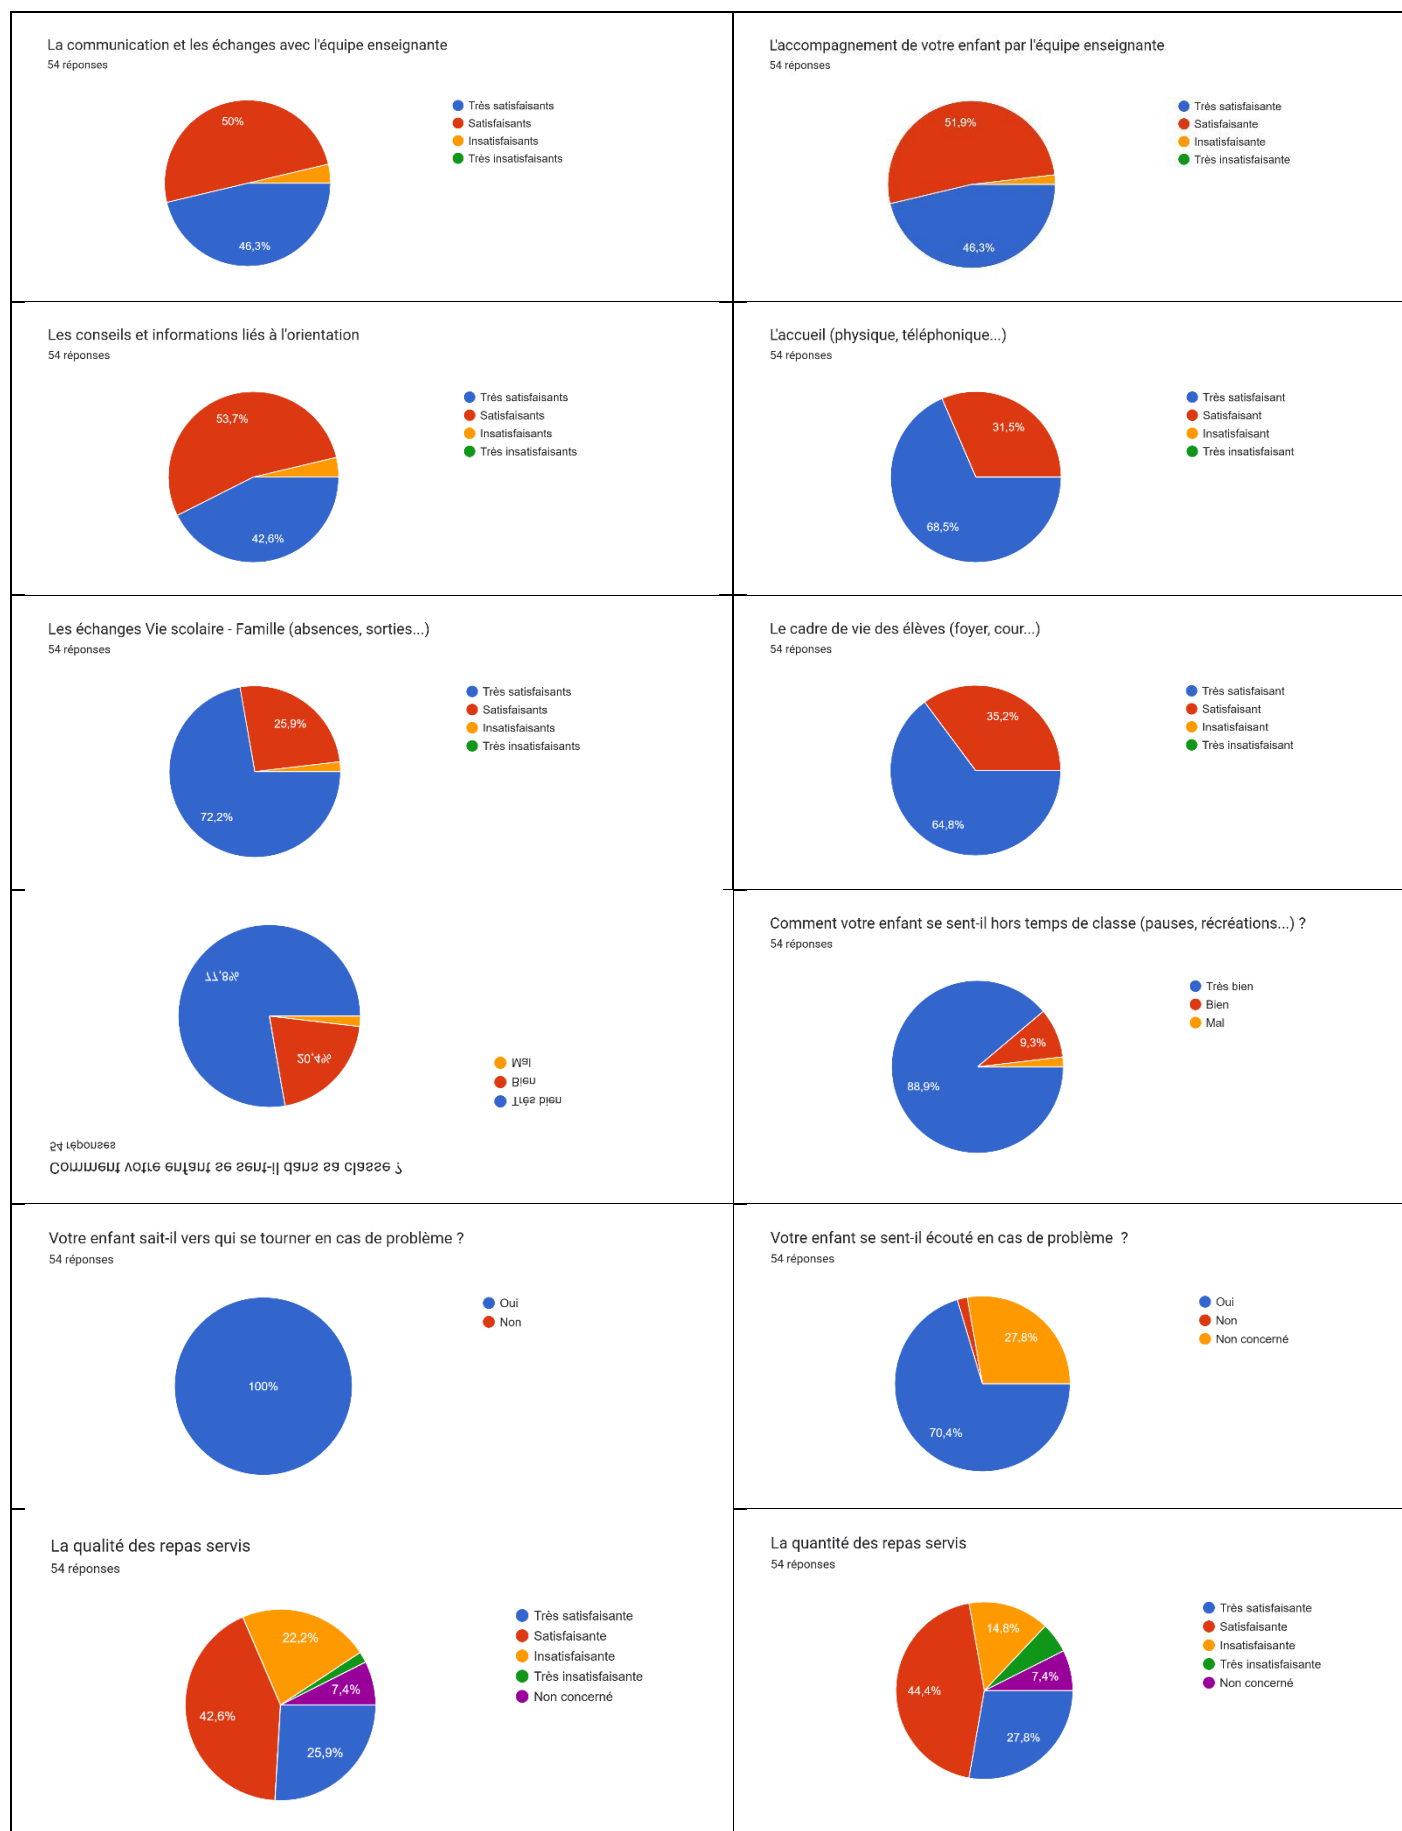 La communication et les échanges avec l'équipe enseignante
54 réponses
50%
46,3%
Très satisfaisants
Satisfaisants
Insatisfaisants
Très insatisfaisants
L'accompagnement de votre enfant par l'équipe enseignante
54 réponses
51,9%
46,3%
Très satisfaisante
Satisfaisante
Insatisfaisante
Très insatisfaisante
Les conseils et informations liés à l'orientation
54 réponses
53,7%
42,6%
Très satisfaisants
Satisfaisants
Insatisfaisants
Très insatisfaisants
L'accueil (physique, téléphonique...)
54 réponses
31,5%
68,5%
Très satisfaisant
Satisfaisant
Insatisfaisant
Très insatisfaisant
Les échanges Vie scolaire - Famille (absences, sorties...)
54 réponses
25,9%
72,2%
Très satisfaisants
Satisfaisants
Insatisfaisants
Très insatisfaisants
Le cadre de vie des élèves (foyer, cour...)
54 réponses
35,2%
64,8%
Très satisfaisant
Satisfaisant
Insatisfaisant
Très insatisfaisant
77,8%
20,4%
Mal
Bien
Très bien
54 réponses
Comment votre enfant se sent-il dans sa classe ?
Comment votre enfant se sent-il hors temps de classe (pauses, récréations...) ?
54 réponses
9,3%
88,9%
Très bien
Bien
Mal
Votre enfant sait-il vers qui se tourner en cas de problème ?
54 réponses
100%
Oui
Non
Votre enfant se sent-il écouté en cas de problème ?
54 réponses
27,8%
70,4%
Oui
Non
Non concerné
La qualité des repas servis
54 réponses
22,2%
7,4%
42,6%
25,9%
Très satisfaisante
Satisfaisante
Insatisfaisante
Très insatisfaisante
Non concerné
La quantité des repas servis
54 réponses
14,8%
7,4%
44,4%
27,8%
Très satisfaisante
Satisfaisante
Insatisfaisante
Très insatisfaisante
Non concerné